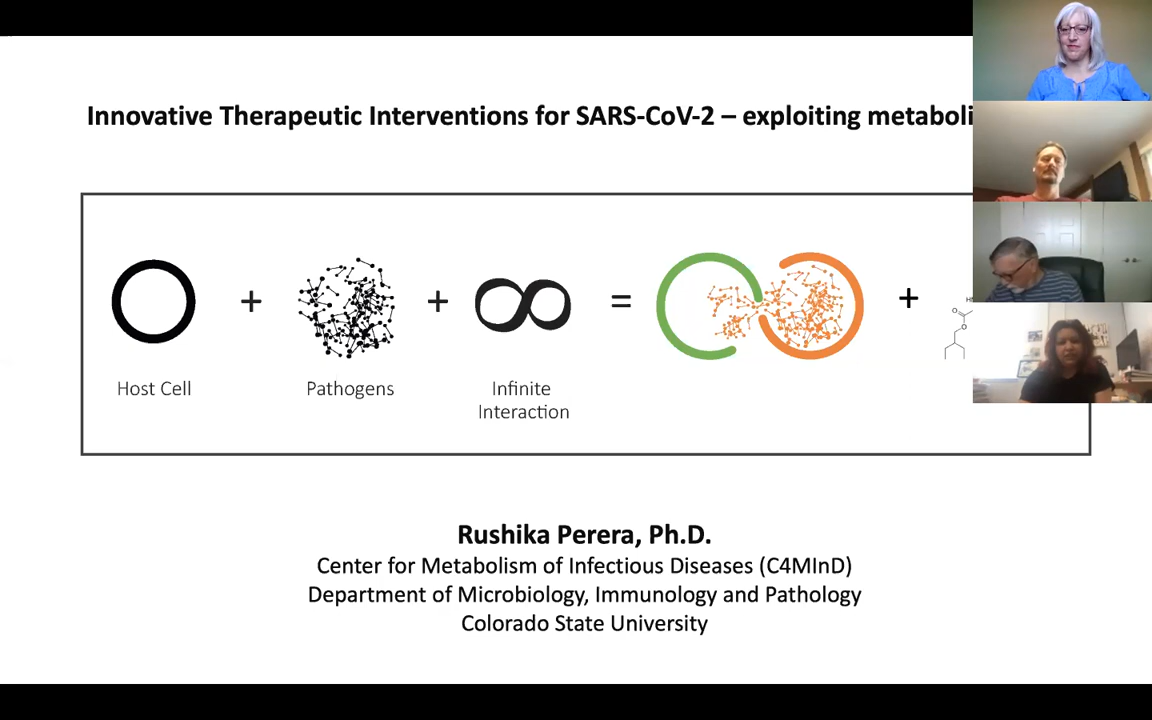 Innovative Therapeutic Interventions for SARS-CoV-2 – exploiting
+
+
=
+
O
O
Host Cell
Pathogens
Infinite
Interaction
Rushika Perera, Ph.D.
Center for Metabolism of Infectious Diseases (C4MInD)
Department of Microbiology, Immunology and Pathology
Colorado State University